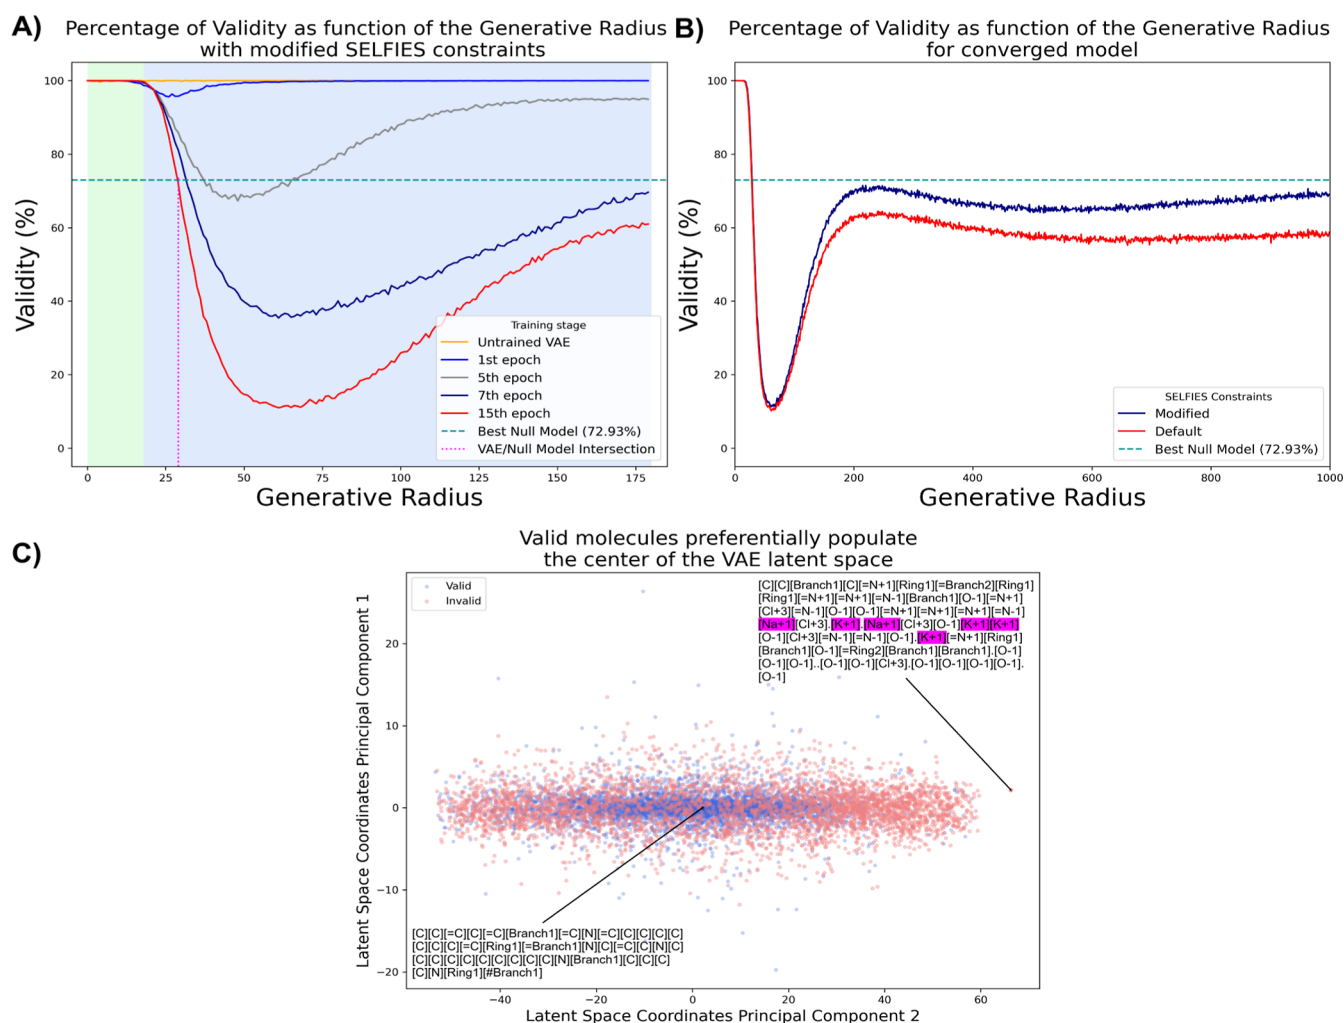 A)
Percentage of Validity as function of the Generative Radius
with modified SELFIES constraints
100
80
60
40
20
0
Validity (%)
0 25 50 75 100 125 150 175
Generative Radius
Training stage
Untrained VAE
1st epoch
5th epoch
7th epoch
15th epoch
Best Null Model (72.93%)
VAE/Null Model Intersection
B)
Percentage of Validity as function of the Generative Radius
for converged model
100
80
60
40
20
0
Validity (%)
0 200 400 600 800 1000
Generative Radius
SELFIES Constraints
Modified
Default
Best Null Model (72.93%)
C)
Valid molecules preferentially populate
the center of the VAE latent space
Valid
Invalid
[C][C][Branch1][C][=N+1][Ring1][=Branch2][Ring1]
[Ring1][=N+1][=N+1][=N-1][Branch1][O-1][=N+1]
[Cl+3][=N-1][O-1][O-1][=N+1][=N+1][=N+1][=N-1]
[Na+1][Cl+3].[K+1].[Na+1][Cl+3][O-1][K+1][K+1]
[O-1][Cl+3][=N-1][=N-1][O-1].[K+1][=N+1][Ring1]
[Branch1][O-1][=Ring2][Branch1][Branch1].[O-1]
[O-1][O-1]..[O-1][O-1][Cl+3].[O-1][O-1][O-1][O-1].
[O-1]
20
10
0
−10
−20
Latent Space Coordinates Principal Component 1
[C][C][=C][C][=C][Branch1][=C][N][=C][C][C][C][C]
[C][C][C][=C][Ring1][=Branch1][N][C][=C][C][N][C]
[C][C][C][C][C][C][C][C][C][N][Branch1][C][C][C]
[C][N][Ring1][#Branch1]
−40 −20 0 20 40 60
Latent Space Coordinates Principal Component 2